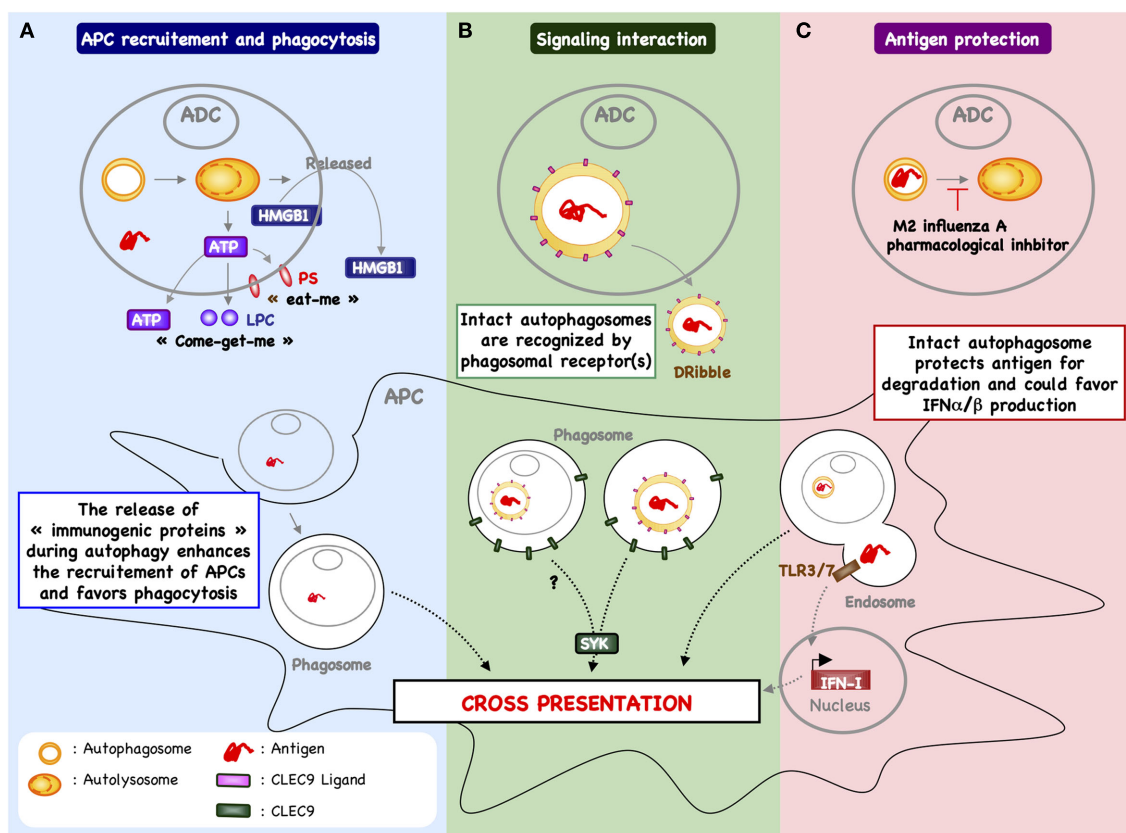 A
APC recruitement and phagocytosis
ADC
Released
HMGB1
ATP
HMGB1
PS
« eat-me »
ATP
LPC
« Come-get-me »
B
Signaling interaction
ADC
Intact autophagosomes
are recognized by
phagosomal receptor(s)
DRibble
C
Antigen protection
ADC
M2 influenza A
pharmacological inhbitor
Intact autophagosome
protects antigen for
degradation and could favor
IFNα/β production
APC
The release of
« immunogenic proteins »
during autophagy enhances
the recruitement of APCs
and favors phagocytosis
Phagosome
Phagosome
?
SYK
TLR3/7
Endosome
IFN-I
Nucleus
CROSS PRESENTATION
: Autophagosome
: Autolysosome
: Antigen
: CLEC9 Ligand
: CLEC9